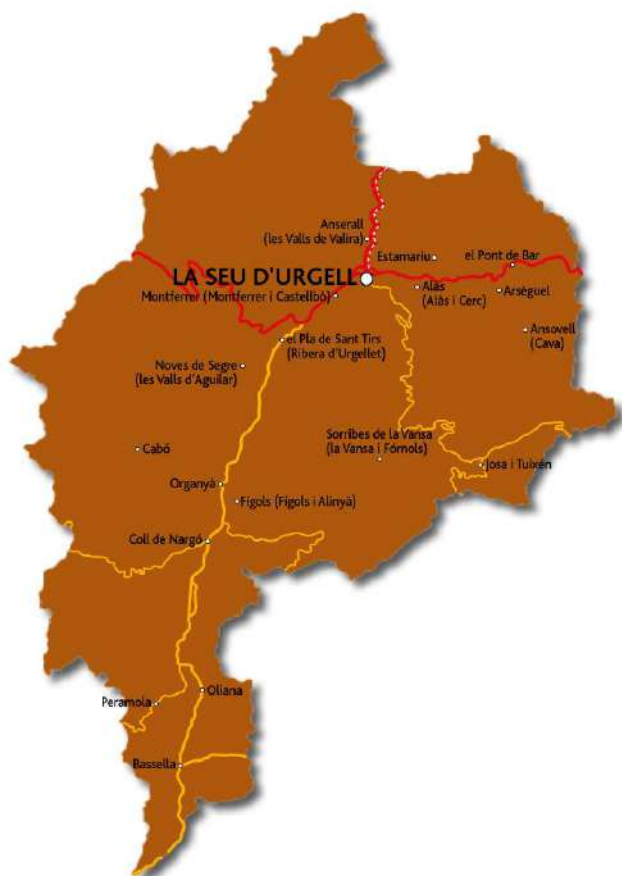 Anserall
(les Valls de Valira)
Estamariu
el Pont de Bar
LA SEU D'URGELL
Montferrer (Montferrer i Castellbò)
Alàs
(Alàs i Cerc)
Arsèguel
Ansovell
(Cava)
el Pla de Sant Tirs
(Ribera d'Urgellet)
Noves de Segre
(les Valls d'Aguilar)
Cabó
Sorribes de la Vansa
(la Vansa i Fórnols)
Josa i Tuixén
Organyà
Fígols (Fígols i Alinyà)
Coll de Nargó
Peramola
Oliana
Bassella